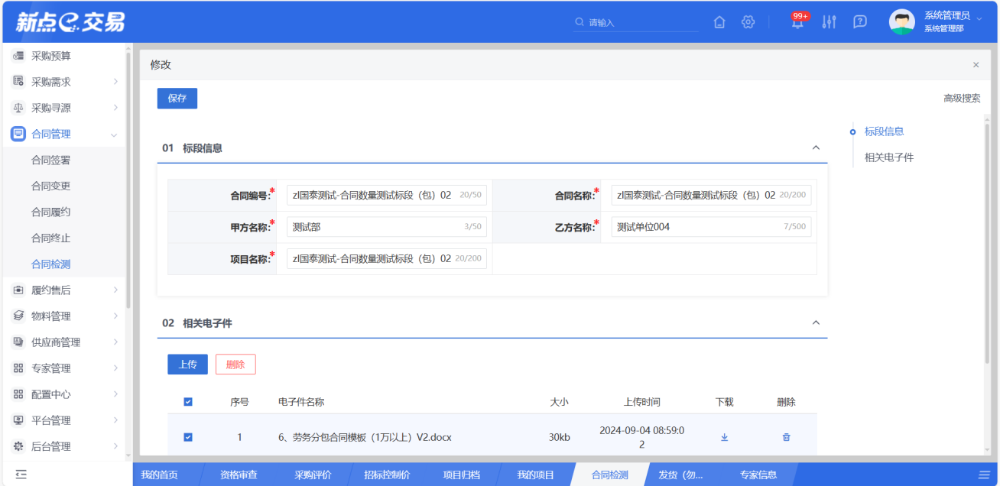 新点e交易
请输入
99+
系统管理员
系统管理部
采购预算
采购需求
采购寻源
合同管理
合同签署
合同变更
合同履约
合同终止
合同检测
履约售后
物料管理
供应商管理
专家管理
配置中心
平台管理
后台管理
修改
保存
高级搜索
标段信息
相关电子件
01 标段信息
合同编号:* zl国泰测试-合同数量测试标段（包）02 20/50 合同名称:* zl国泰测试-合同数量测试标段（包）02 20/200
甲方名称:* 测试部 3/50 乙方名称:* 测试单位004 7/500
项目名称:* zl国泰测试-合同数量测试标段（包）02 20/200
02 相关电子件
上传 删除
序号 电子件名称 大小 上传时间 下载 删除
1 6、劳务分包合同模板（1万以上）V2.docx 30kb 2024-09-04 08:59:0
2
我的首页 资格审查 采购评价 招标控制价 项目归档 我的项目 合同检测 发货（勿... 专家信息